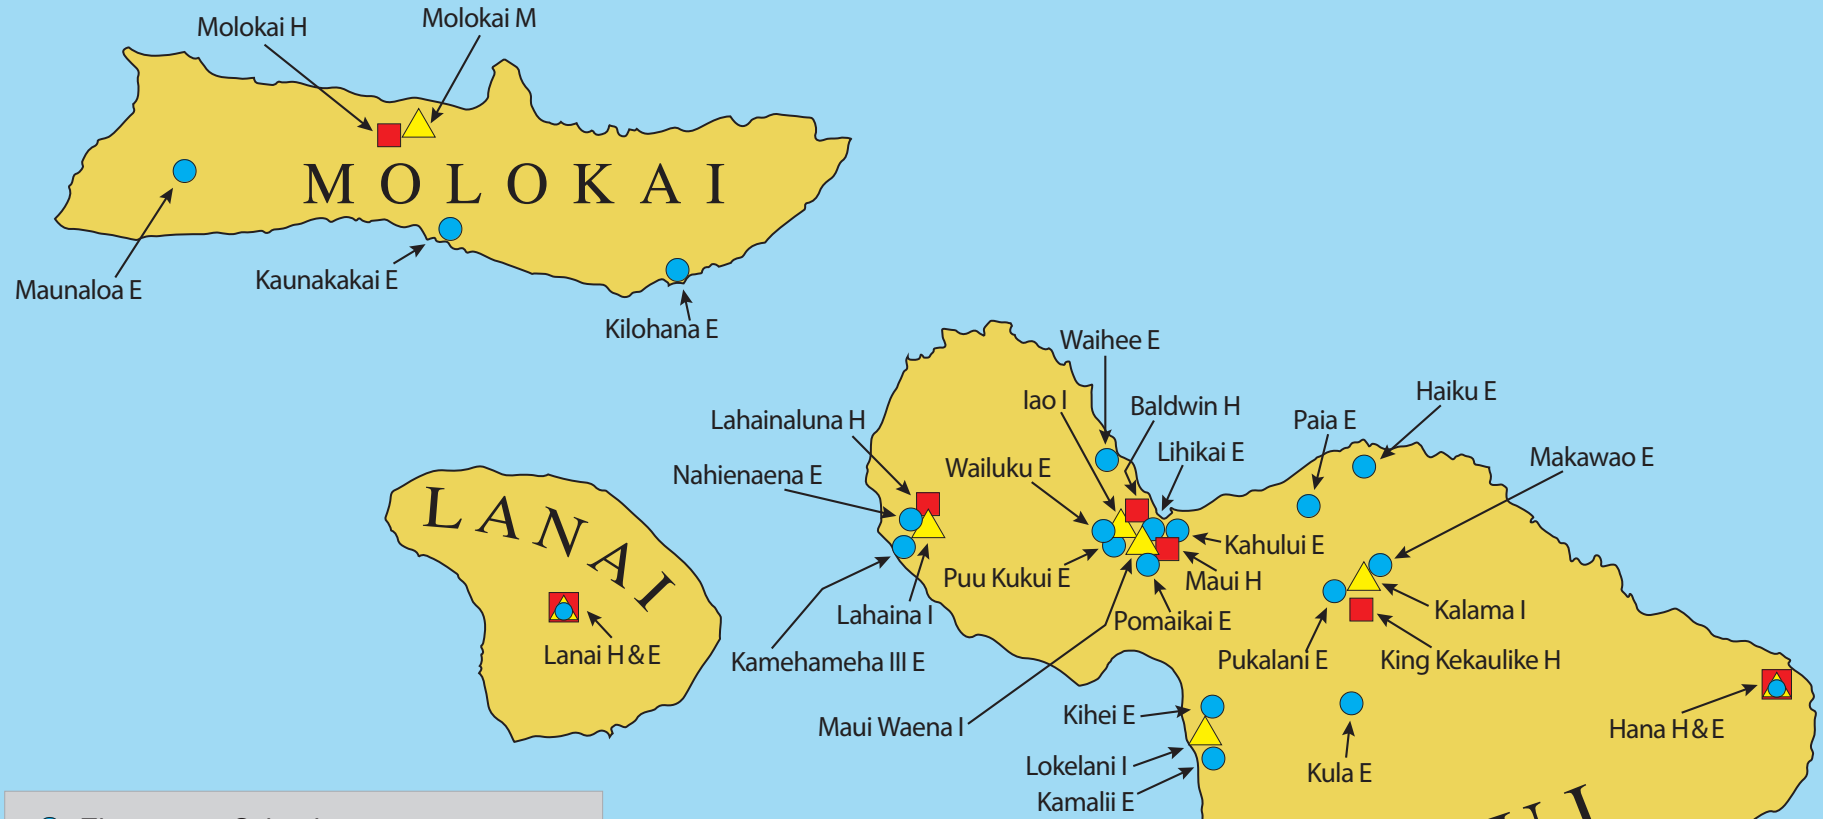 Molokai H
Molokai M
MOLOKAI
Maunaloa E
Kaunakakai E
Kilohana E
Waihee E
Iao I
Baldwin H
Haiku E
Paia E
Lahainaluna H
Lihikai E
Makawao E
Nahienaena E
Wailuku E
LANAI
Kahului E
Puu Kukui E
Maui H
Lahaina I
Pomaikai E
Kalama I
Lanai H & E
Kamehameha III E
Pukalani E
King Kekaulike H
Maui Waena I
Kihei E
Hana H & E
Lokelani I
Kula E
Kamalii E